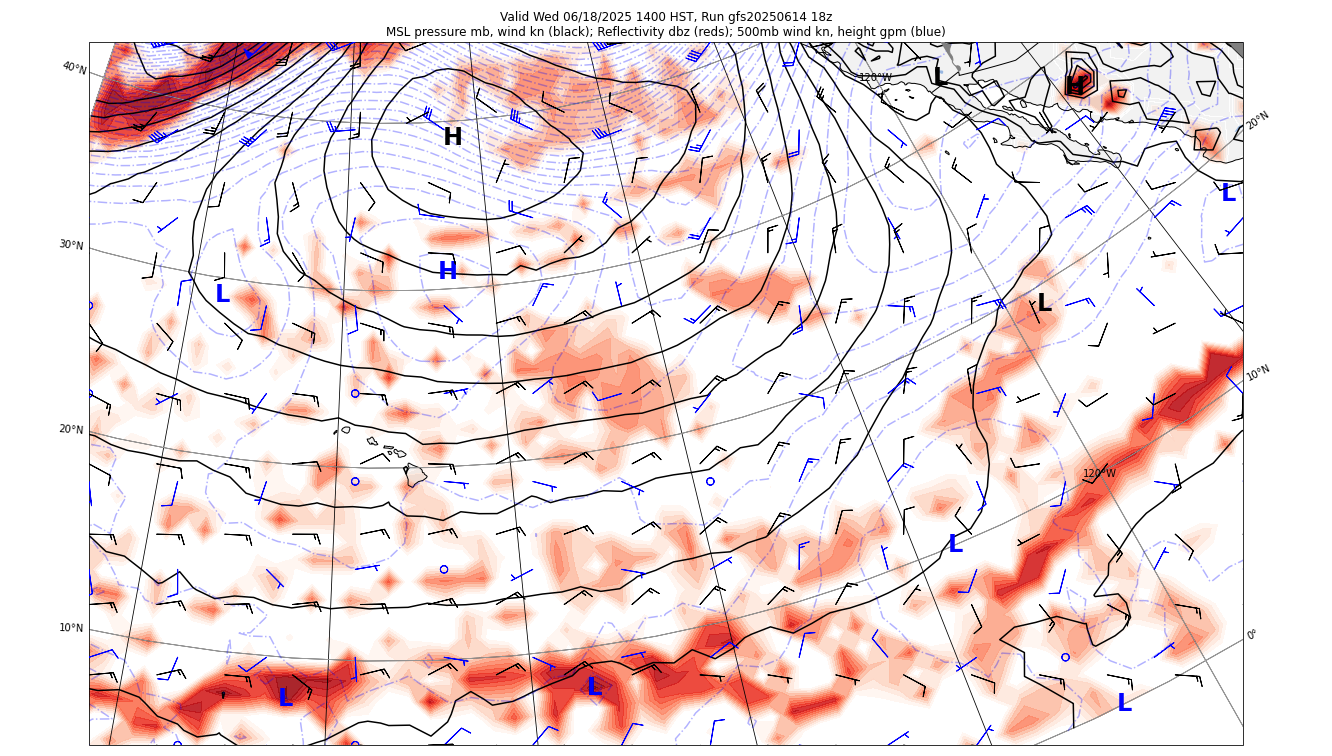 Valid Wed 06/18/2025 1400 HST, Run gfs20250614 18z
MSL pressure mb, wind kn (black); Reflectivity dbz (reds); 500mb wind kn, height gpm (blue)
40°N
120°W
L
H
20°N
H
L
30°N
H
L
L
10°N
20°N
120°W
L
10°N
0°
L
L
L